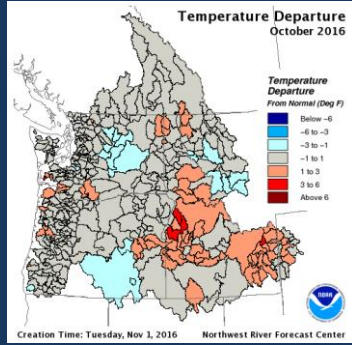 Temperature Departure
October 2016
Temperature
Departure
From Normal (Deg F)
Below -6
-6 to -3
-3 to -1
-1 to 1
1 to 3
3 to 6
Above 6
NOAA
Creation Time: Tuesday, Nov 1, 2016
Northwest River Forecast Center